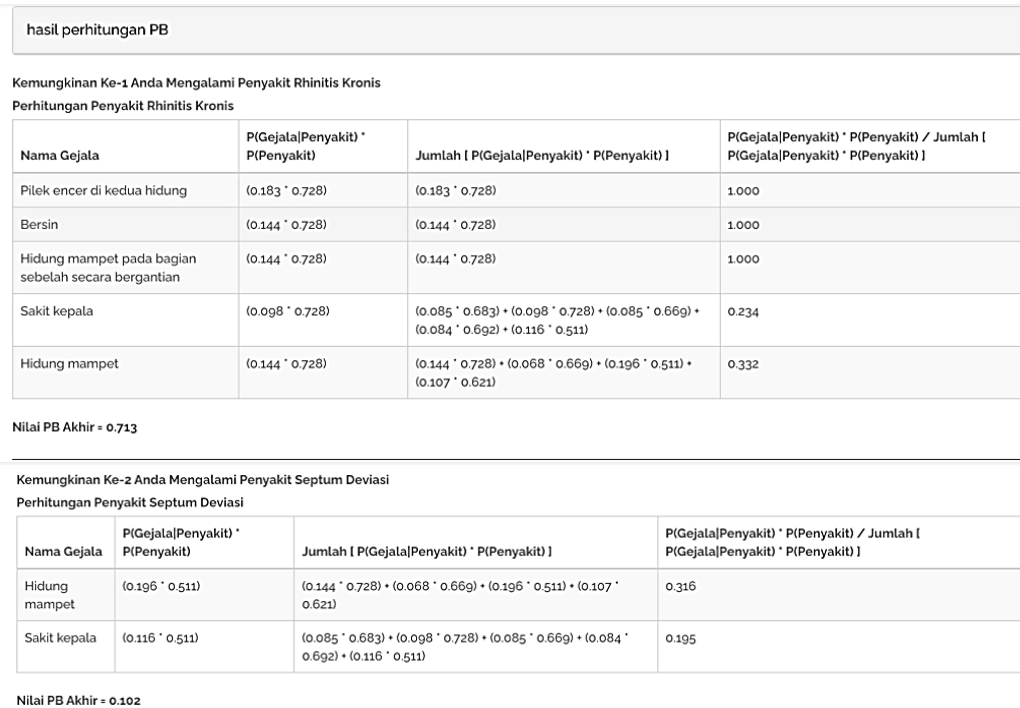 hasil perhitungan PB
Kemungkinan Ke-1 Anda Mengalami Penyakit Rhinitis Kronis
Perhitungan Penyakit Rhinitis Kronis
Nama Gejala
P(Gejala|Penyakit) *
P(Penyakit)
Jumlah [ P(Gejala|Penyakit) * P(Penyakit) ]
P(Gejala|Penyakit) * P(Penyakit) / Jumlah [
P(Gejala|Penyakit) * P(Penyakit) ]
Pilek encer di kedua hidung
(0.183 * 0.728)
(0.183 * 0.728)
1.000
Bersin
(0.144 * 0.728)
(0.144 * 0.728)
1.000
Hidung mampet pada bagian
sebelah secara bergantian
(0.144 * 0.728)
(0.144 * 0.728)
1.000
Sakit kepala
(0.098 * 0.728)
(0.085 * 0.683) + (0.098 * 0.728) + (0.085 * 0.669) +
(0.084 * 0.692) + (0.116 * 0.511)
0.234
Hidung mampet
(0.144 * 0.728)
(0.144 * 0.728) + (0.068 * 0.669) + (0.196 * 0.511) +
(0.107 * 0.621)
0.332
Nilai PB Akhir = 0.713
Kemungkinan Ke-2 Anda Mengalami Penyakit Septum Deviasi
Perhitungan Penyakit Septum Deviasi
Nama Gejala
P(Gejala|Penyakit) *
P(Penyakit)
Jumlah [ P(Gejala|Penyakit) * P(Penyakit) ]
P(Gejala|Penyakit) * P(Penyakit) / Jumlah [
P(Gejala|Penyakit) * P(Penyakit) ]
Hidung
mampet
(0.196 * 0.511)
(0.144 * 0.728) + (0.068 * 0.669) + (0.196 * 0.511) + (0.107 *
0.621)
0.316
Sakit kepala
(0.116 * 0.511)
(0.085 * 0.683) + (0.098 * 0.728) + (0.085 * 0.669) + (0.084 *
0.692) + (0.116 * 0.511)
0.195
Nilai PB Akhir = 0.102